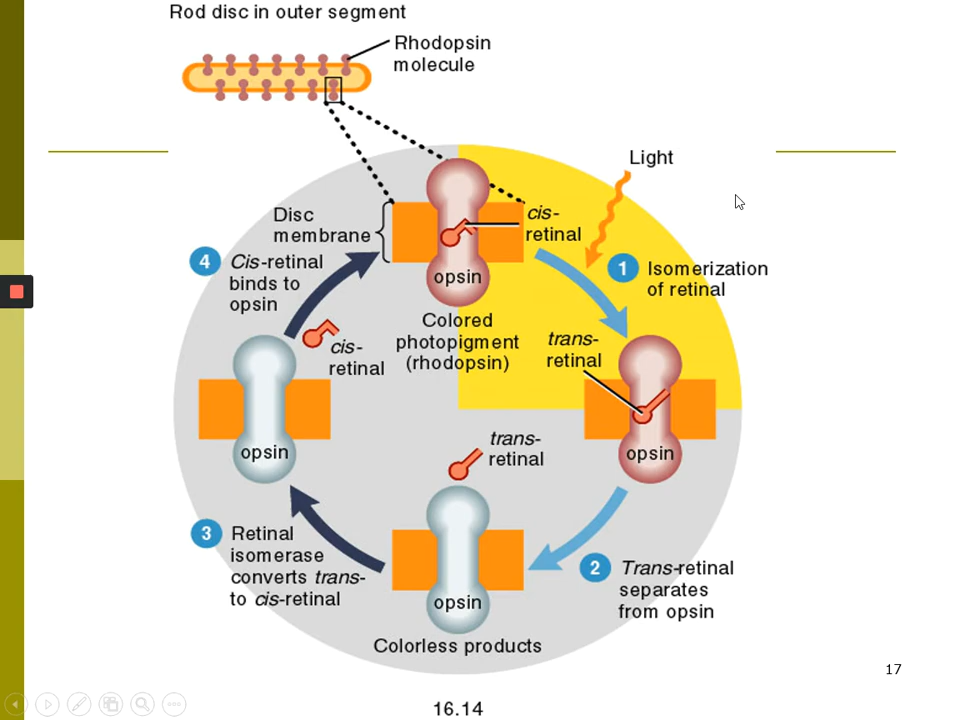 Rod disc in outer segment
Rhodopsin
molecule
Light
Disc
membrane
cis-
retinal
opsin
Colored
photopigment
(rhodopsin)
1 Isomerization
of retinal
trans-
retinal
opsin
2 Trans-retinal
separates
from opsin
trans-
retinal
opsin
Colorless products
3 Retinal
isomerase
converts trans-
to cis-retinal
opsin
cis-
retinal
4 Cis-retinal
binds to
opsin
17
16.14